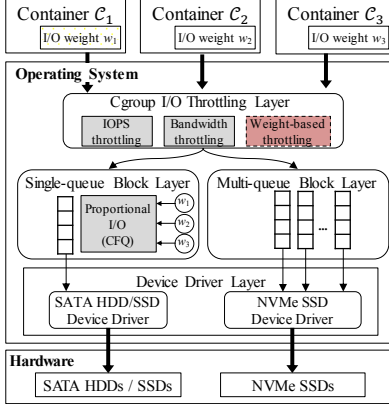 Container C1
Container C2
Container C3
I/O weight w1
I/O weight w2
I/O weight w3
Operating System
Cgroup I/O Throttling Layer
IOPS
throttling
Bandwidth
throttling
Weight-based
throttling
Single-queue Block Layer
Multi-queue Block Layer
Proportional
I/O
(CFQ)
w1
w2
w3
...
Device Driver Layer
SATA HDD/SSD
Device Driver
NVMe SSD
Device Driver
Hardware
SATA HDDs / SSDs
NVMe SSDs